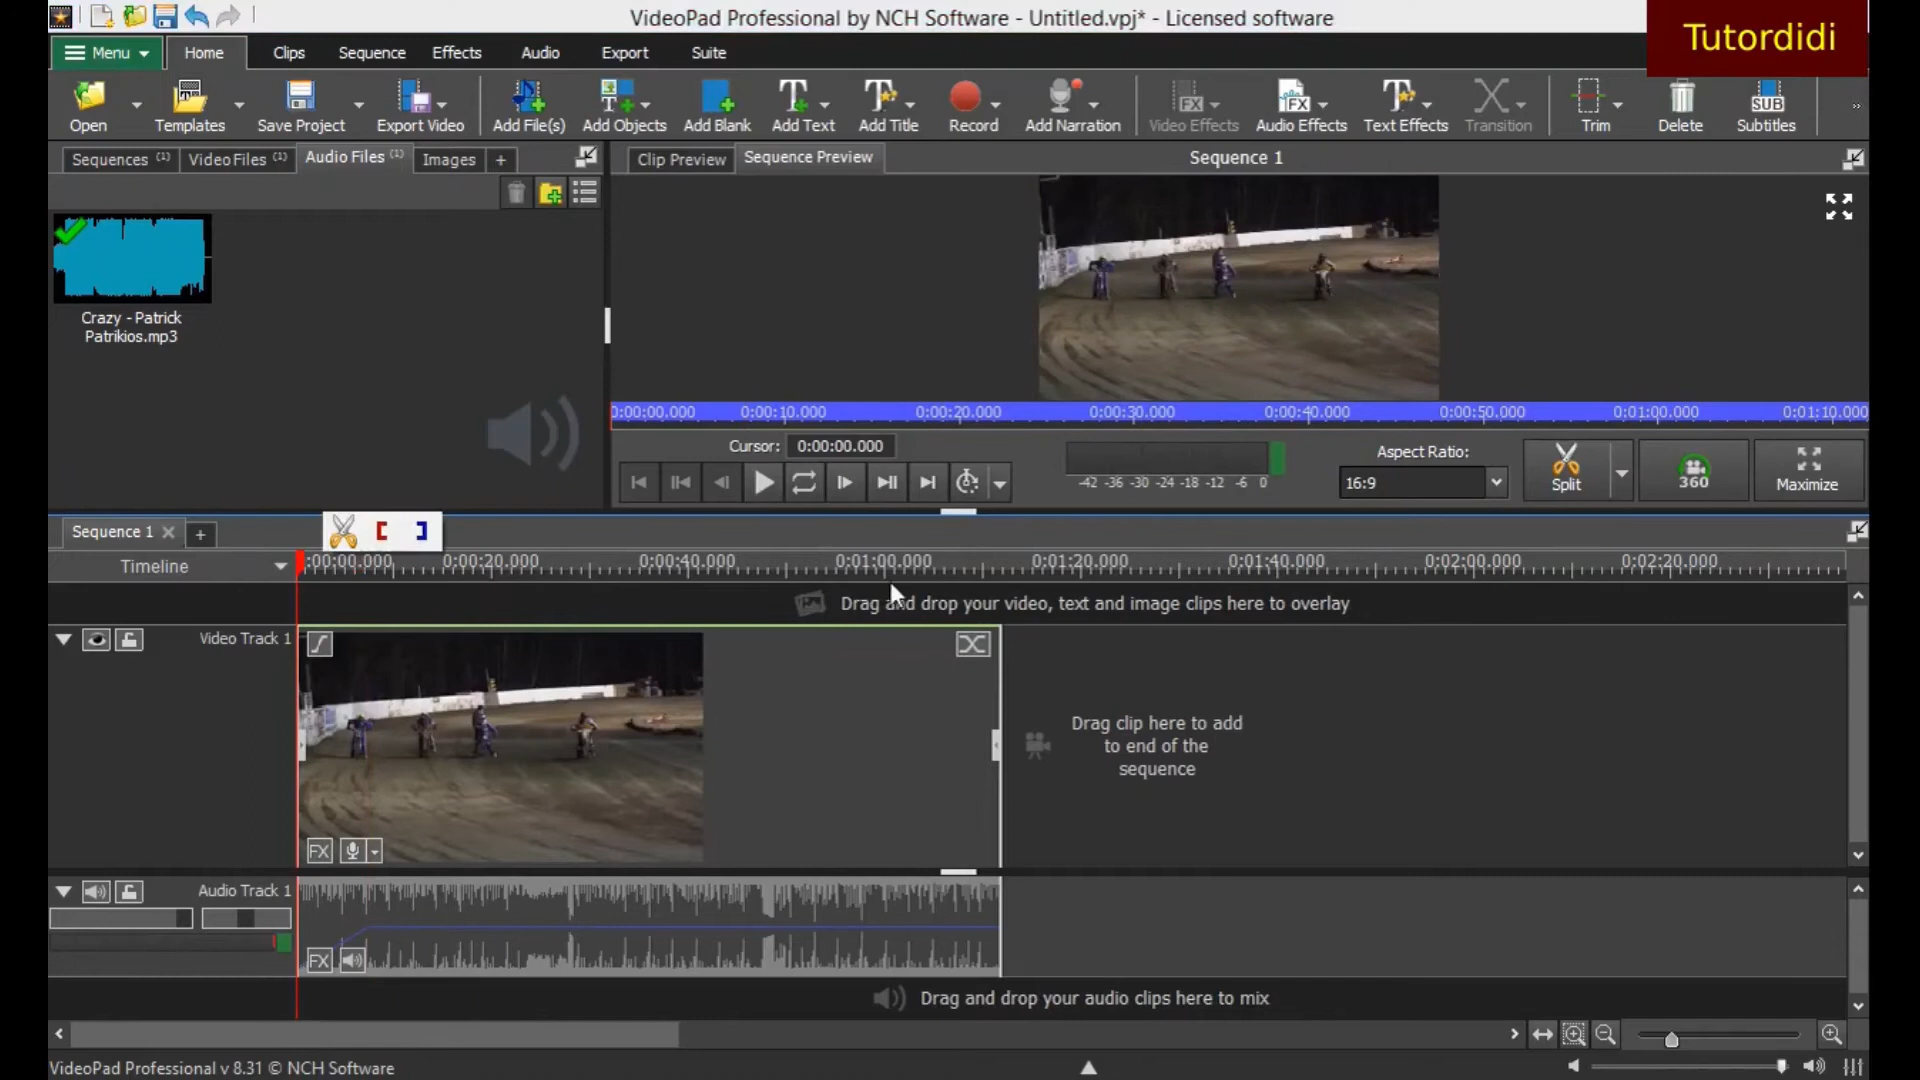 VideoPad Professional by NCH Software - Untitled.vpj* - Licensed software
Tutordidi
Menu
Home
Clips
Sequence
Effects
Audio
Export
Suite
Open
Templates
Save Project
Export Video
Add File(s)
Add Objects
Add Blank
Add Text
Add Title
Record
Add Narration
Video Effects
Audio Effects
Text Effects
Transition
Trim
Delete
SUB
Subtitles
»
Sequences (1)
Video Files (1)
Audio Files (1)
Images
+
Clip Preview
Sequence Preview
Sequence 1
Crazy - Patrick
Patrikios.mp3
0:00:00.000
0:00:10.000
0:00:20.000
0:00:30.000
0:00:40.000
0:00:50.000
0:01:00.000
0:01:10.000
Cursor:
0:00:00.000
-42 -36 -30 -24 -18 -12 -6 0
Aspect Ratio:
16:9
Split
360
Maximize
Sequence 1
+
Timeline
:00:00.000
0:00:20.000
0:00:40.000
0:01:00.000
0:01:20.000
0:01:40.000
0:02:00.000
0:02:20.000
Drag and drop your video, text and image clips here to overlay
Video Track 1
Drag clip here to add
to end of the
sequence
FX
Audio Track 1
FX
Drag and drop your audio clips here to mix
VideoPad Professional v 8.31 © NCH Software